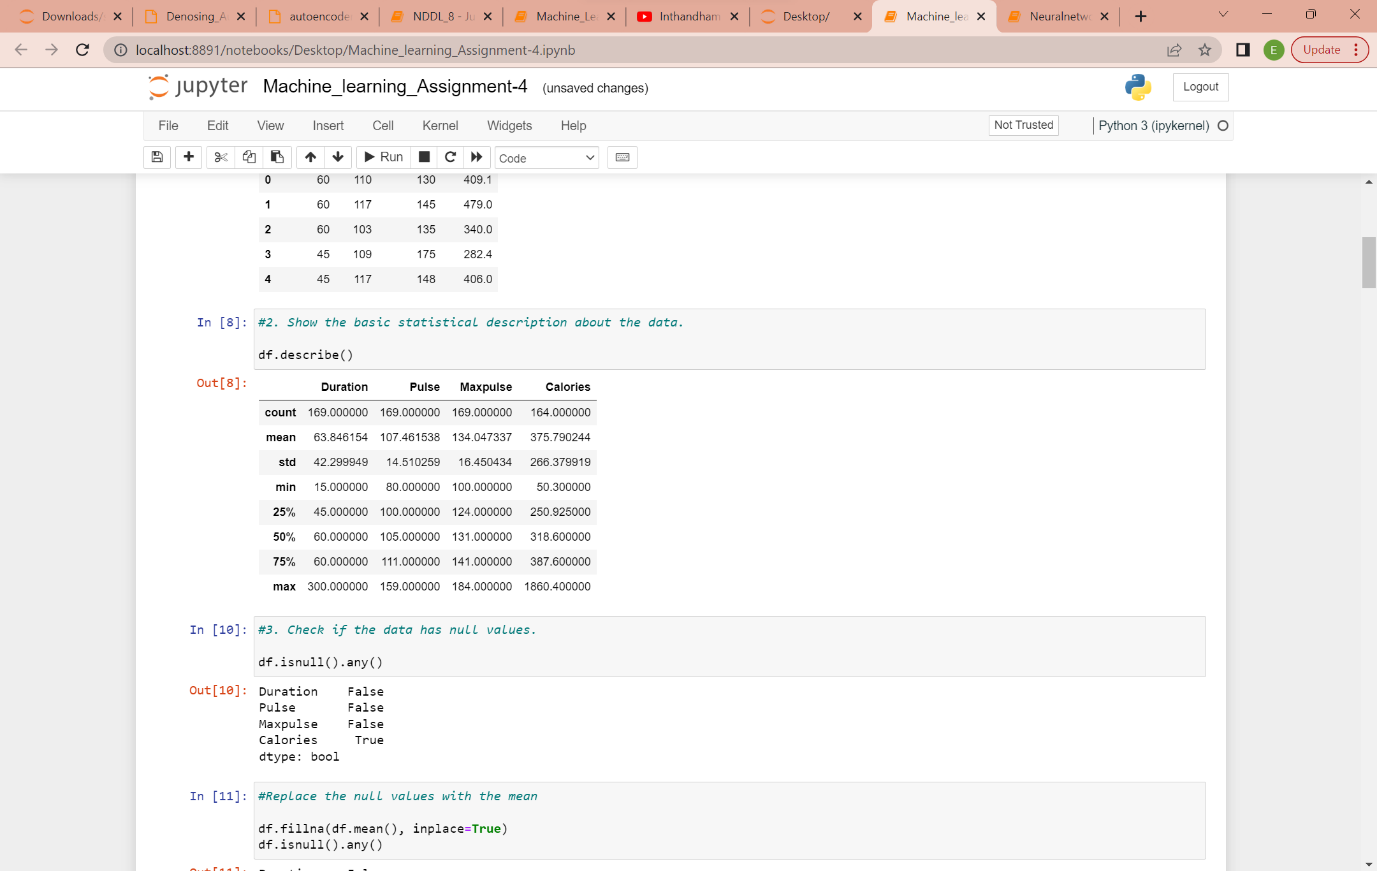 Downloads/
Denosing_A
autoencode
NDDL_8 - Ju
Machine_Le
Inthandham
Desktop/
Machine_lea
Neuralnetwo
localhost:8891/notebooks/Desktop/Machine_learning_Assignment-4.ipynb
E
Update
jupyter Machine_learning_Assignment-4 (unsaved changes)
Logout
File Edit View Insert Cell Kernel Widgets Help
Not Trusted
Python 3 (ipykernel)
Run
Code
0 60 110 130 409.1
1 60 117 145 479.0
2 60 103 135 340.0
3 45 109 175 282.4
4 45 117 148 406.0
In [8]: #2. Show the basic statistical description about the data.
df.describe()
Out[8]:
Duration Pulse Maxpulse Calories
count 169.000000 169.000000 169.000000 164.000000
mean 63.846154 107.461538 134.047337 375.790244
std 42.299949 14.510259 16.450434 266.379919
min 15.000000 80.000000 100.000000 50.300000
25% 45.000000 100.000000 124.000000 250.925000
50% 60.000000 105.000000 131.000000 318.600000
75% 60.000000 111.000000 141.000000 387.600000
max 300.000000 159.000000 184.000000 1860.400000
In [10]: #3. Check if the data has null values.
df.isnull().any()
Out[10]: Duration False
Pulse False
Maxpulse False
Calories True
dtype: bool
In [11]: #Replace the null values with the mean
df.fillna(df.mean(), inplace=True)
df.isnull().any()